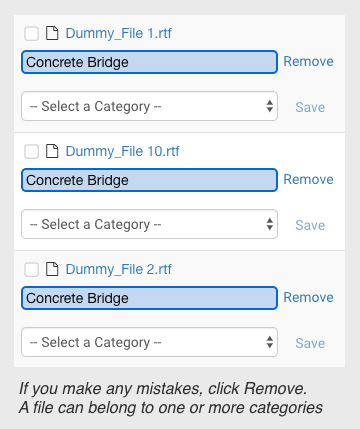 Dummy_File 1.rtf
Concrete Bridge Remove
-- Select a Category -- Save
Dummy_File 10.rtf
Concrete Bridge Remove
-- Select a Category -- Save
Dummy_File 2.rtf
Concrete Bridge Remove
-- Select a Category -- Save
If you make any mistakes, click Remove.
A file can belong to one or more categories